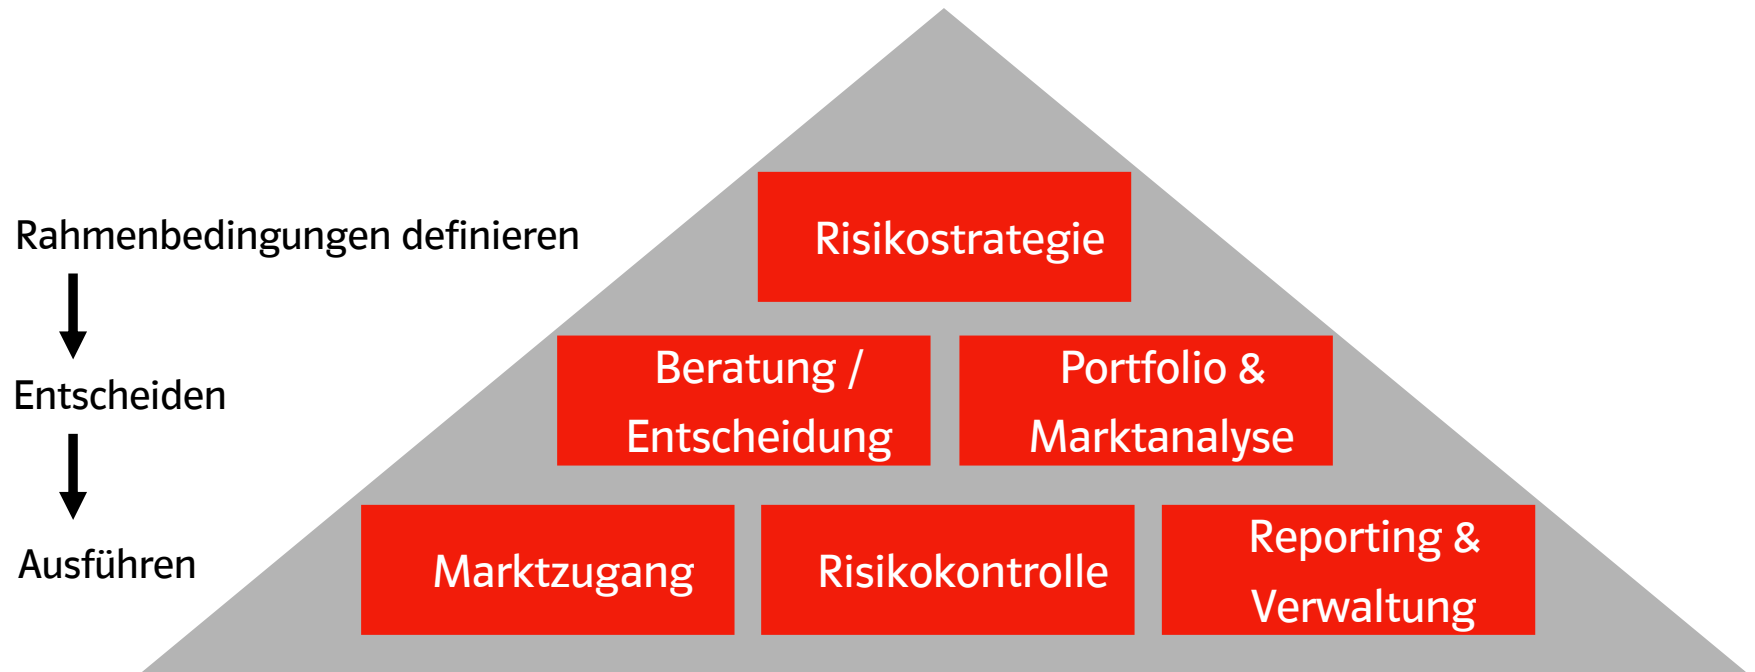 Rahmenbedingungen definieren
Risikostrategie
Entscheiden
Beratung /
Entscheidung
Portfolio &
Marktanalyse
Ausführen
Marktzugang
Risikokontrolle
Reporting &
Verwaltung